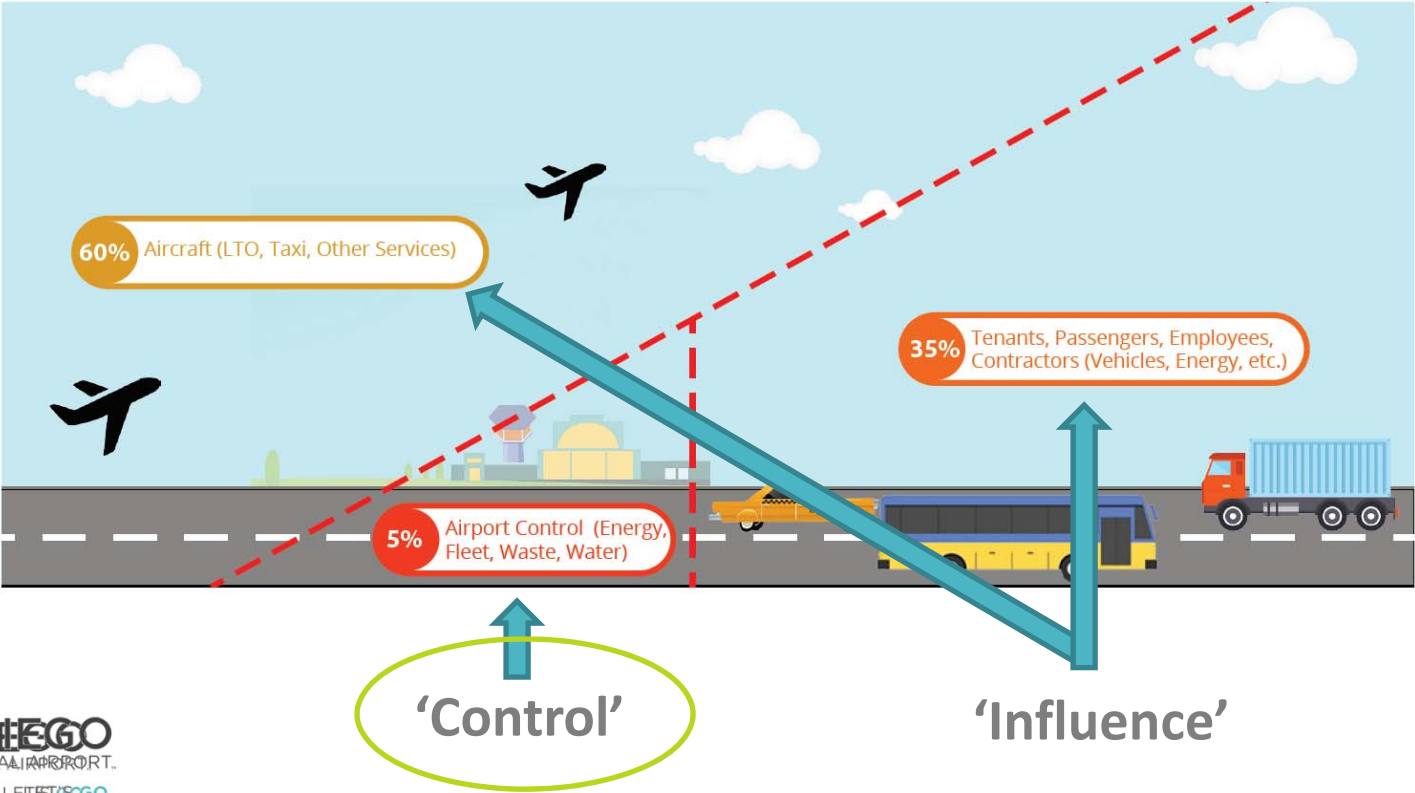 60% Aircraft (LTO, Taxi, Other Services)
35% Tenants, Passengers, Employees,
Contractors (Vehicles, Energy, etc.)
5% Airport Control (Energy,
Fleet, Waste, Water)
‘Control’
‘Influence’